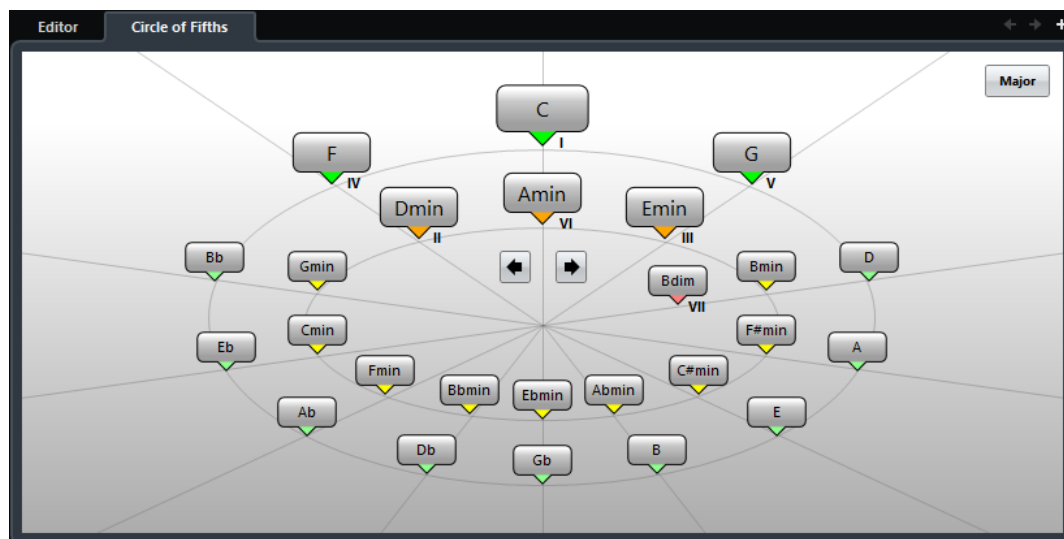 Editor
Circle of Fifths
Major
C
I
F
IV
G
V
Amin
VI
Dmin
II
Emin
III
Bb
Gmin
Bdim
VII
Bmin
D
Eb
Cmin
F#min
A
Fmin
Bbmin
Ebmin
Abmin
C#min
Ab
Db
Gb
B
E